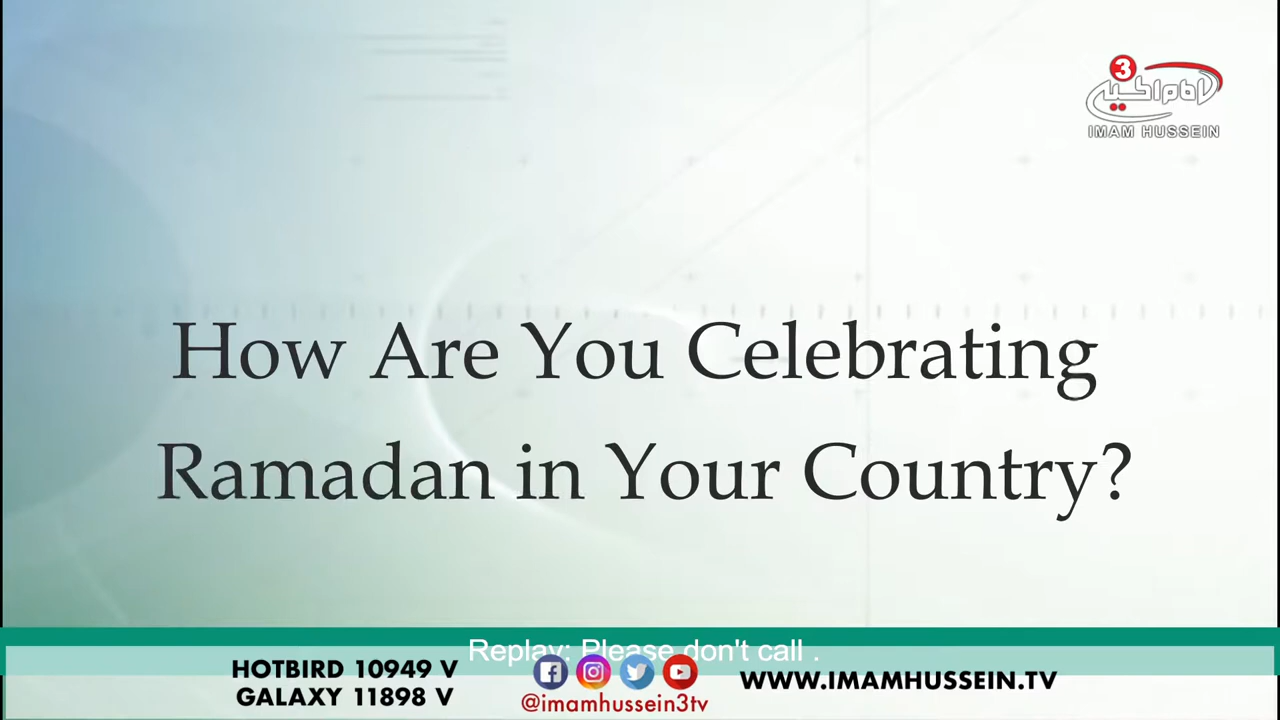 3
IMAM HUSSEIN
How Are You Celebrating
Ramadan in Your Country?
Replay: Please don't call .
HOTBIRD 10949 V
GALAXY 11898 V
@imamhussein3tv
WWW.IMAMHUSSEIN.TV